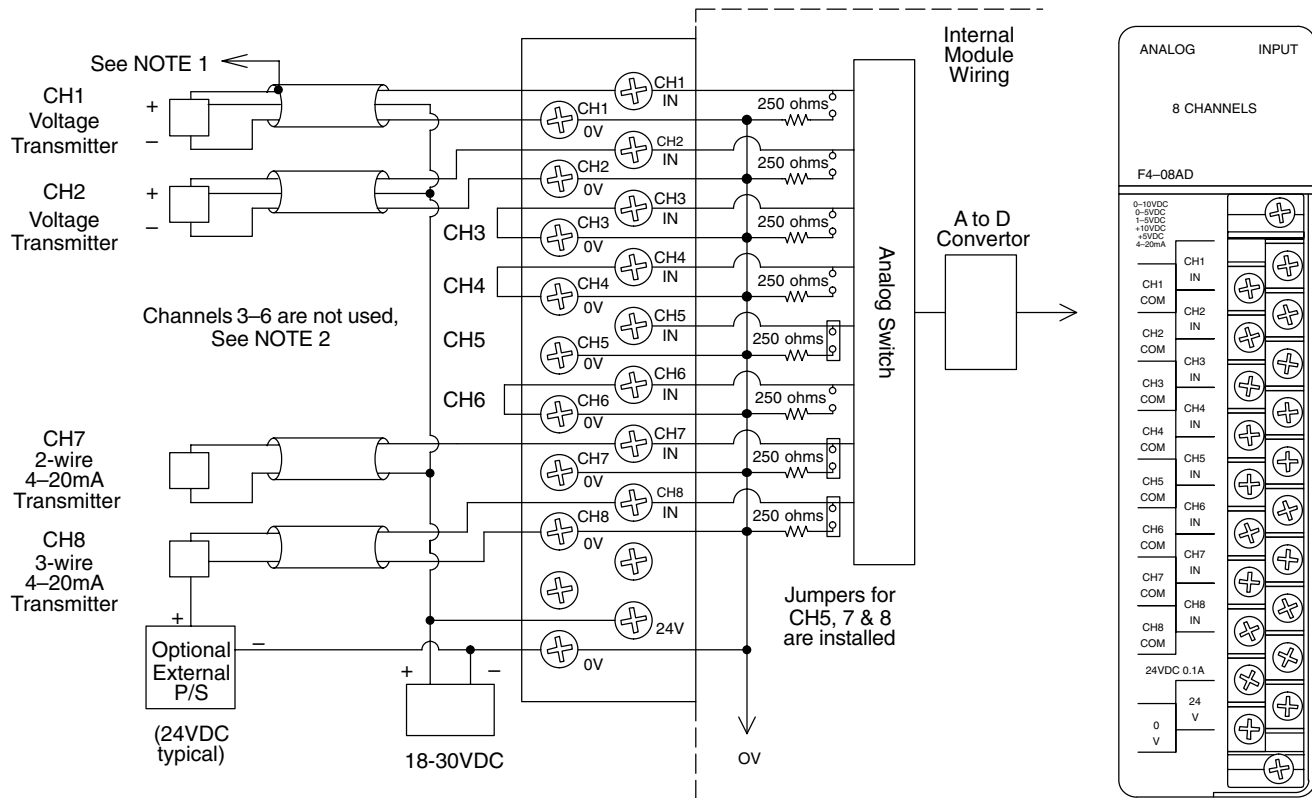 See NOTE 1
CH1
Voltage
Transmitter
+
–
CH2
Voltage
Transmitter
+
–
Channels 3–6 are not used,
See NOTE 2
CH3
CH4
CH5
CH6
CH7
2-wire
4–20mA
Transmitter
CH8
3-wire
4–20mA
Transmitter
+
Optional
External
P/S
–
(24VDC
typical)
+
–
18-30VDC
CH1
IN
CH1
0V
CH2
IN
CH2
0V
CH3
IN
CH3
0V
CH4
IN
CH4
0V
CH5
IN
CH5
0V
CH6
IN
CH6
0V
CH7
IN
CH7
0V
CH8
IN
CH8
0V
24V
0V
Internal
Module
Wiring
250 ohms
250 ohms
250 ohms
250 ohms
250 ohms
250 ohms
250 ohms
250 ohms
Analog Switch
A to D
Convertor
Jumpers for
CH5, 7 & 8
are installed
OV
ANALOG INPUT
8 CHANNELS
F4–08AD
0–10VDC
0–5VDC
1–5VDC
+10VDC
+5VDC
4–20mA
CH1
IN
CH1
COM
CH2
IN
CH2
COM
CH3
IN
CH3
COM
CH4
IN
CH4
COM
CH5
IN
CH5
COM
CH6
IN
CH6
COM
CH7
IN
CH7
COM
CH8
IN
CH8
COM
24VDC 0.1A
24
V
0
V